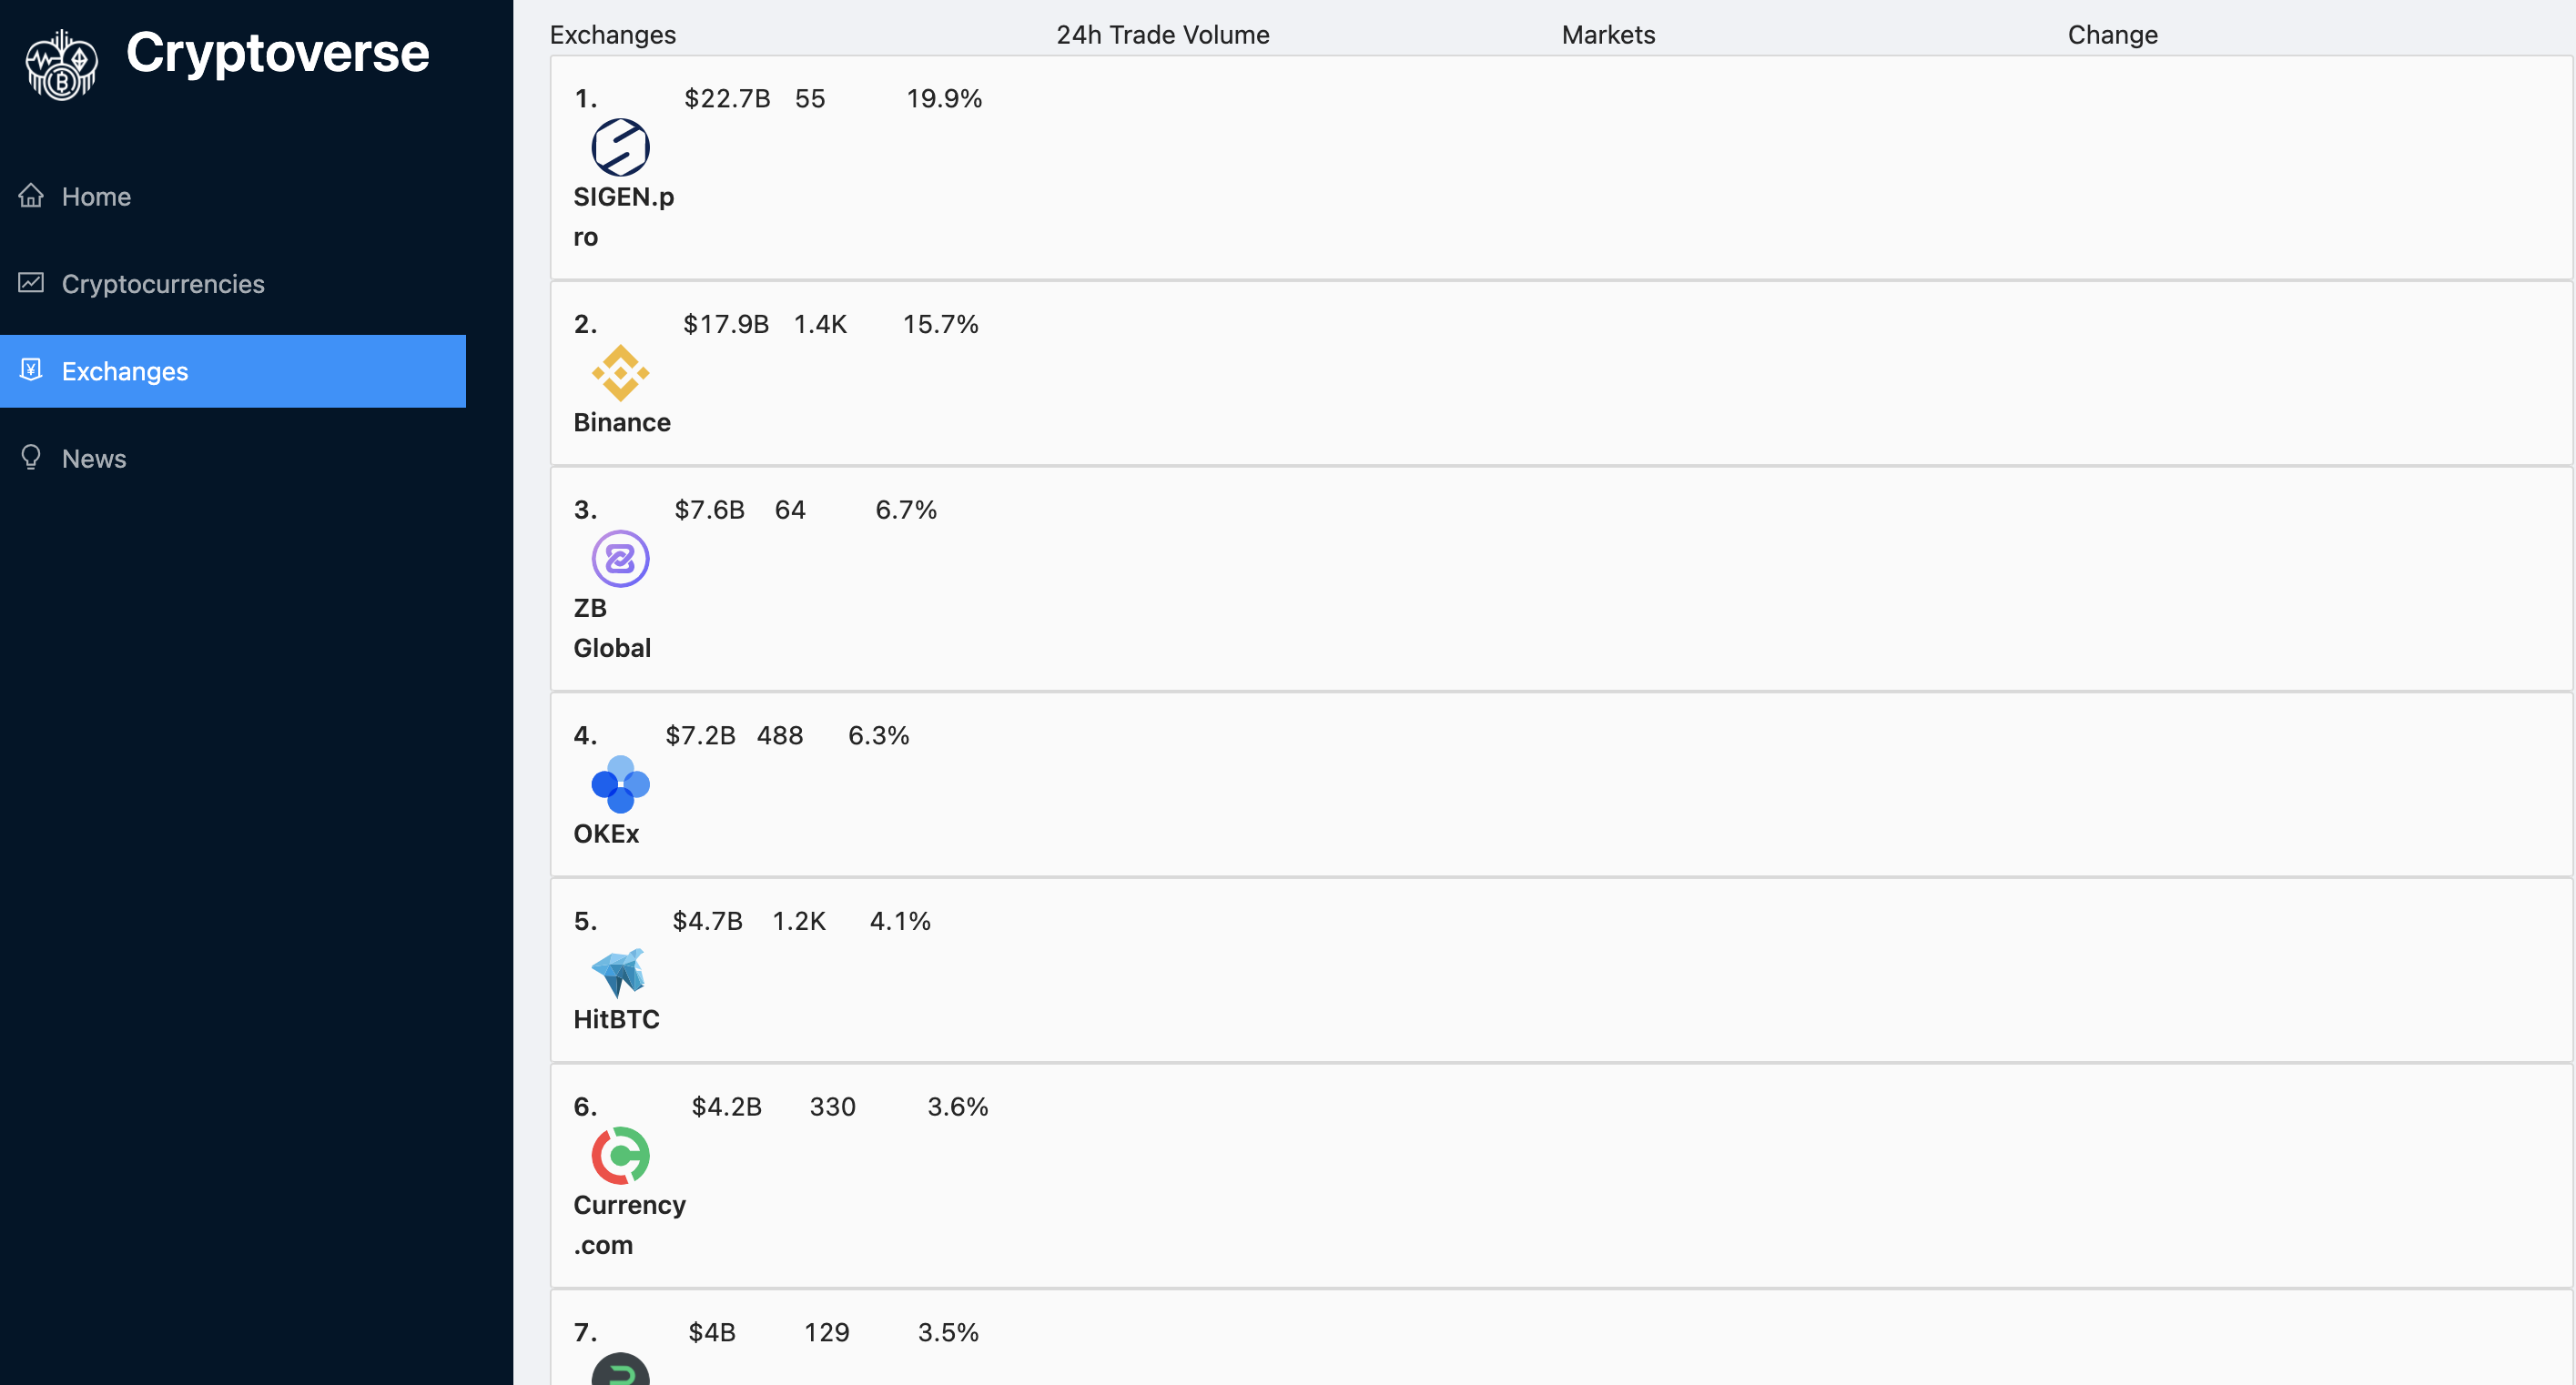 Cryptoverse
Home
Cryptocurrencies
Exchanges
News
Exchanges 24h Trade Volume Markets Change
1. $22.7B 55 19.9%
SIGEN.p
ro
2. $17.9B 1.4K 15.7%
Binance
3. $7.6B 64 6.7%
ZB
Global
4. $7.2B 488 6.3%
OKEx
5. $4.7B 1.2K 4.1%
HitBTC
6. $4.2B 330 3.6%
Currency
.com
7. $4B 129 3.5%